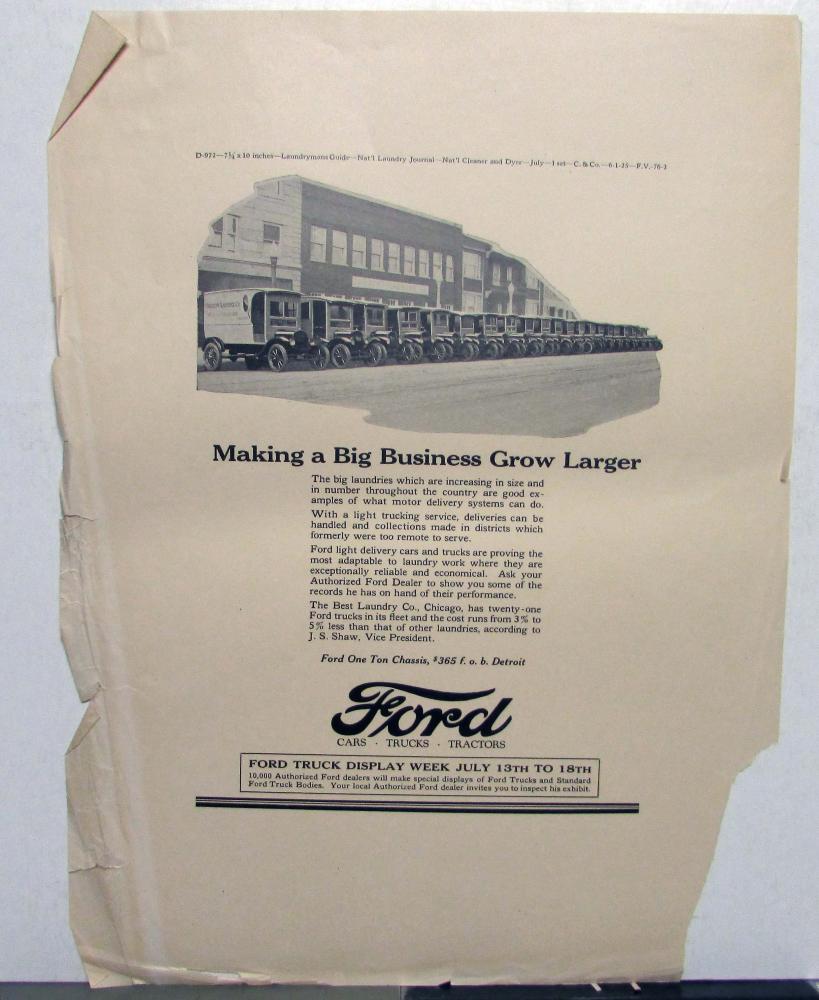 D-972—7¼ x 10 inches—Laundrymans Guide—Nat'l Laundry Journal—Nat'l Cleaner and Dyer—July—1 set—C. & Co.—6-1-25—F.V.-76-2
Making a Big Business Grow Larger
The big laundries which are increasing in size and
in number throughout the country are good ex-
amples of what motor delivery systems can do.
With a light trucking service, deliveries can be
handled and collections made in districts which
formerly were too remote to serve.
Ford light delivery cars and trucks are proving the
most adaptable to laundry work where they are
exceptionally reliable and economical. Ask your
Authorized Ford Dealer to show you some of the
records he has on hand of their performance.
The Best Laundry Co., Chicago, has twenty-one
Ford trucks in its fleet and the cost runs from 3% to
5% less than that of other laundries, according to
J. S. Shaw, Vice President.
Ford One Ton Chassis, $365 f. o. b. Detroit
Ford
CARS · TRUCKS · TRACTORS
FORD TRUCK DISPLAY WEEK JULY 13TH TO 18TH
10,000 Authorized Ford dealers will make special displays of Ford Trucks and Standard
Ford Truck Bodies. Your local Authorized Ford dealer invites you to inspect his exhibit.